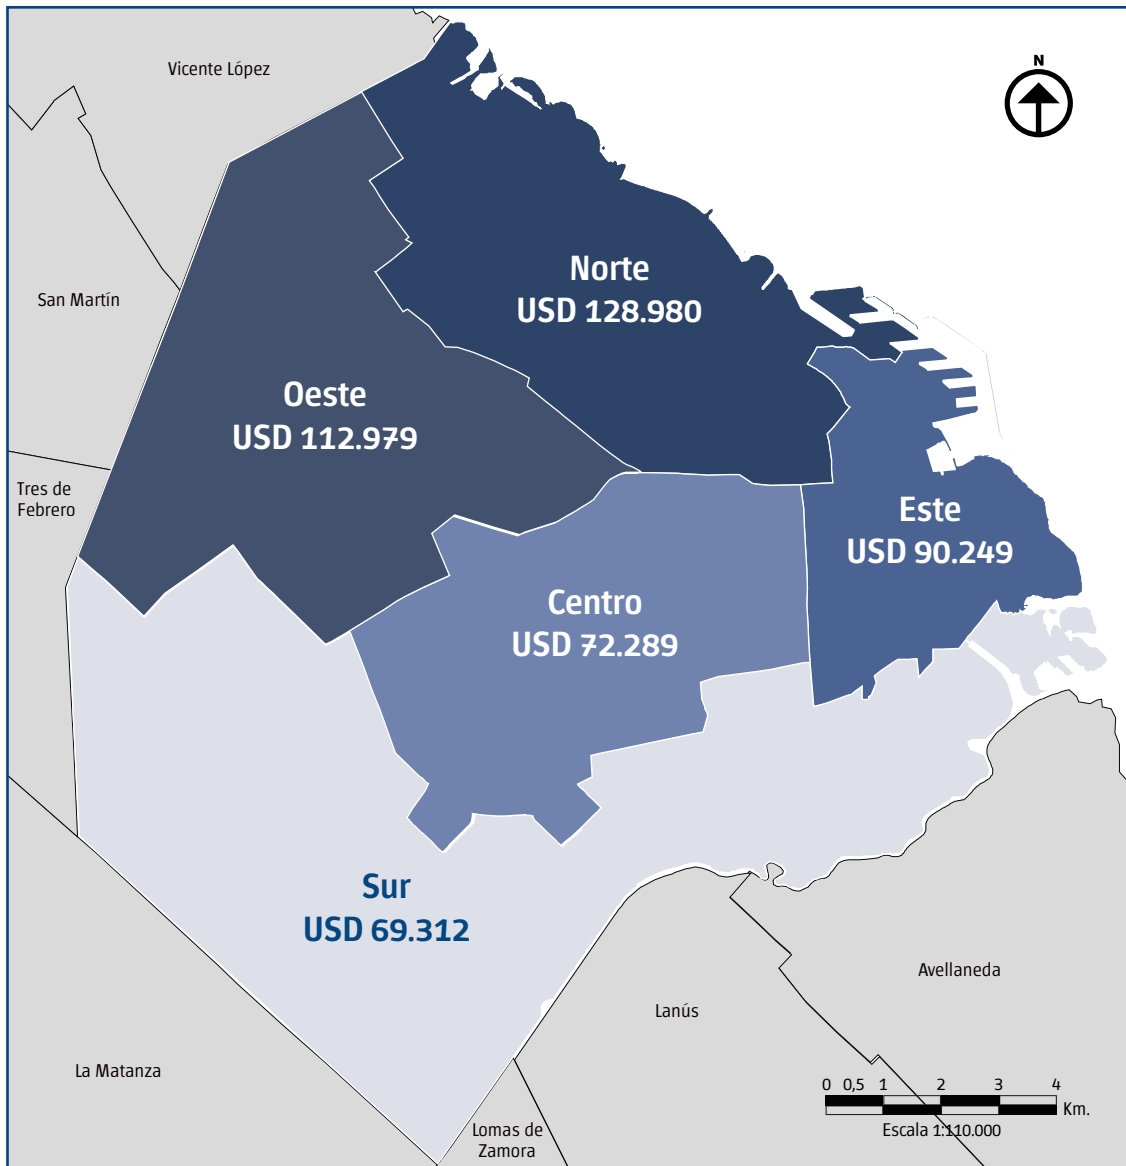 Vicente López
N
Norte
USD 128.980
San Martín
Oeste
USD 112.979
Tres de
Febrero
Este
USD 90.249
Centro
USD 72.289
Sur
USD 69.312
Avellaneda
Lanús
La Matanza
0 0,5 1 2 3 4
Km.
Escala 1:110.000
Lomas de
Zamora